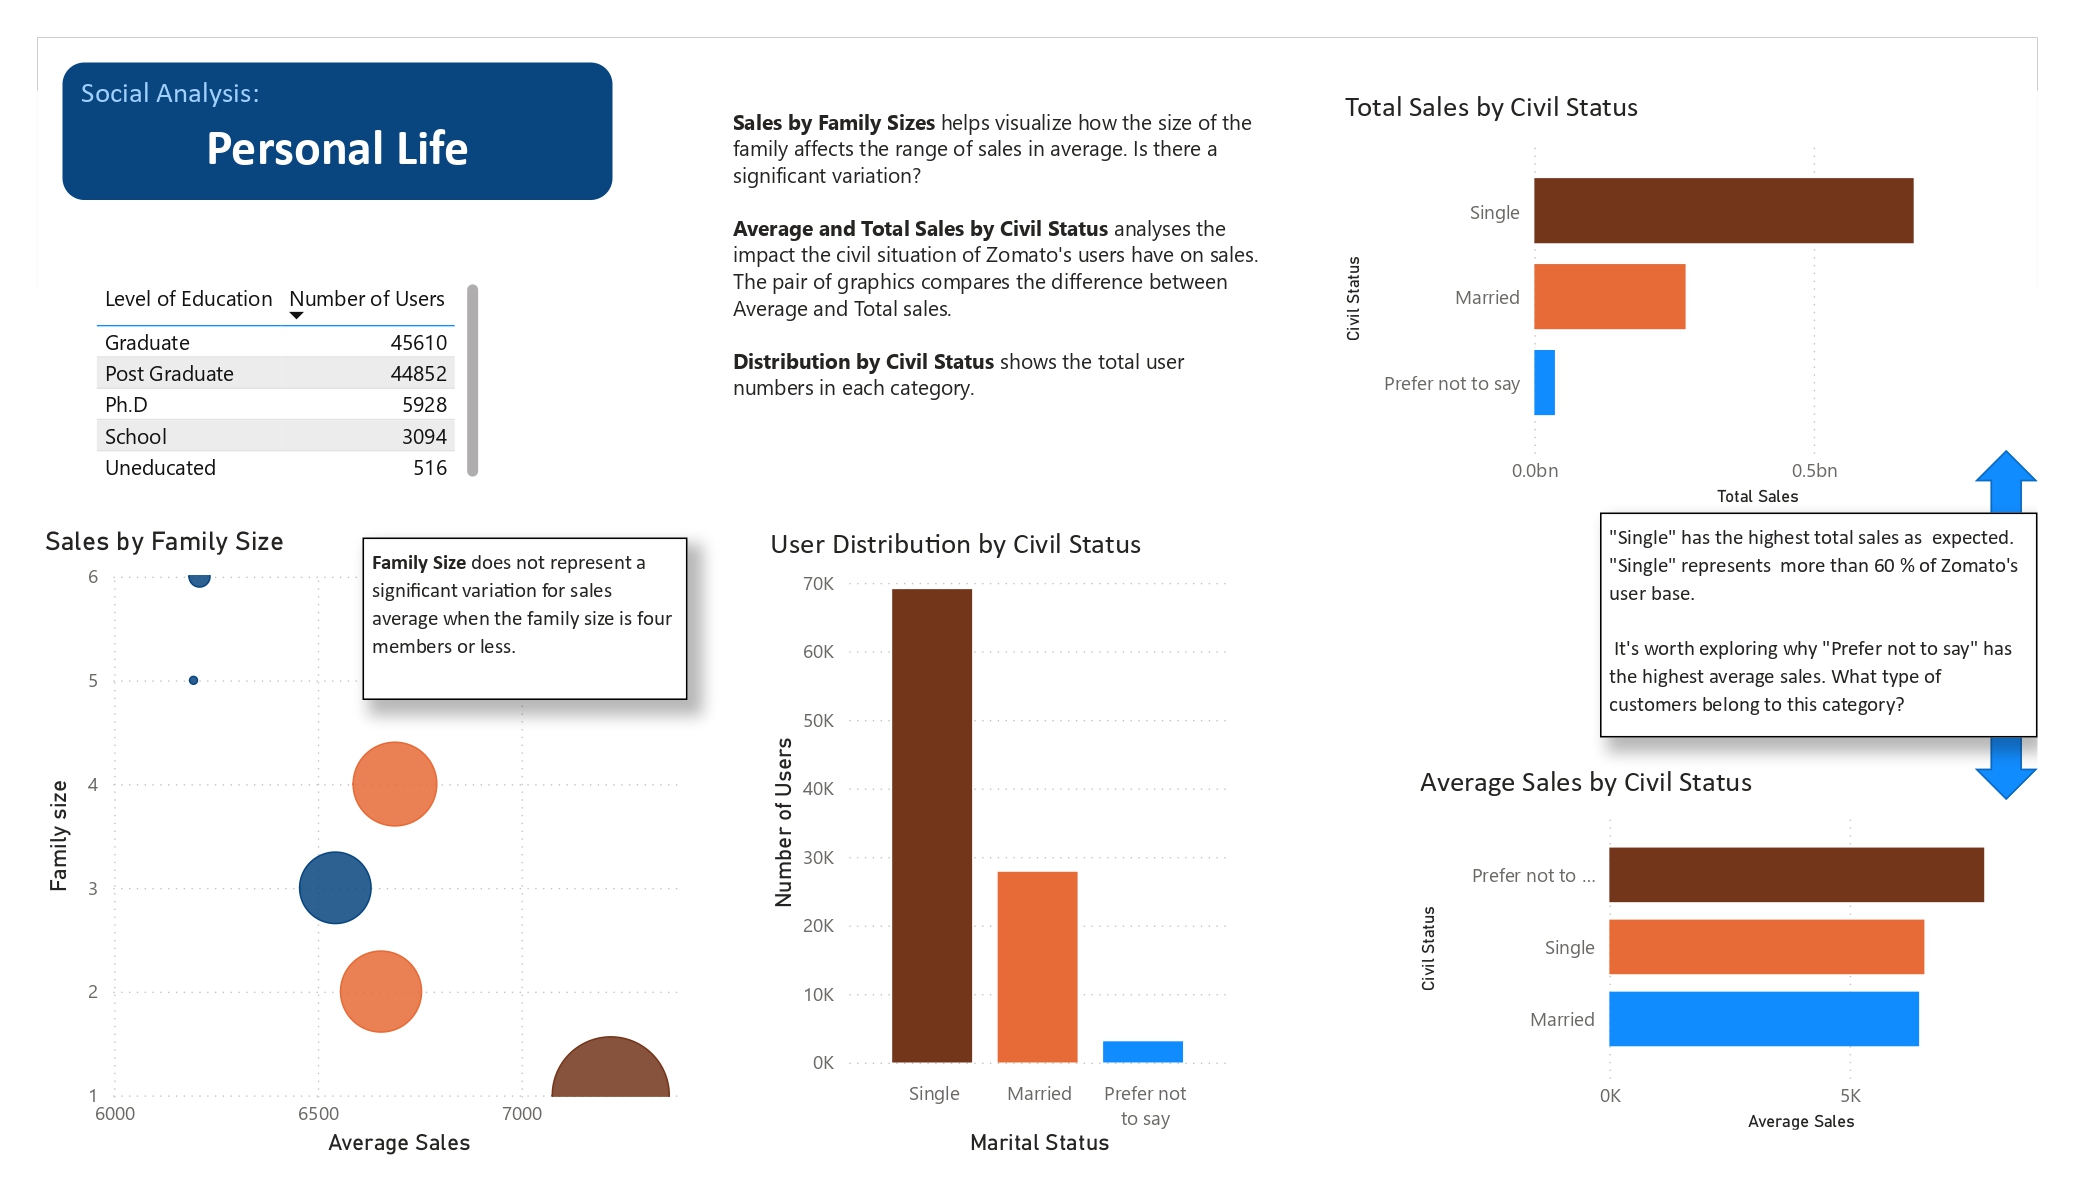 Social Analysis:
Personal Life
Level of Education Number of Users
Graduate 45610
Post Graduate 44852
Ph.D 5928
School 3094
Uneducated 516
Sales by Family Sizes helps visualize how the size of the
family affects the range of sales in average. Is there a
significant variation?
Average and Total Sales by Civil Status analyses the
impact the civil situation of Zomato's users have on sales.
The pair of graphics compares the difference between
Average and Total sales.
Distribution by Civil Status shows the total user
numbers in each category.
Total Sales by Civil Status
Civil Status
Single
Married
Prefer not to say
0.0bn 0.5bn
Total Sales
"Single" has the highest total sales as expected.
"Single" represents more than 60 % of Zomato's
user base.
It's worth exploring why "Prefer not to say" has
the highest average sales. What type of
customers belong to this category?
Sales by Family Size
Family Size does not represent a
significant variation for sales
average when the family size is four
members or less.
Family size
6
5
4
3
2
1
6000 6500 7000
Average Sales
User Distribution by Civil Status
Number of Users
70K
60K
50K
40K
30K
20K
10K
0K
Single Married Prefer not
to say
Marital Status
Average Sales by Civil Status
Civil Status
Prefer not to ...
Single
Married
0K 5K
Average Sales